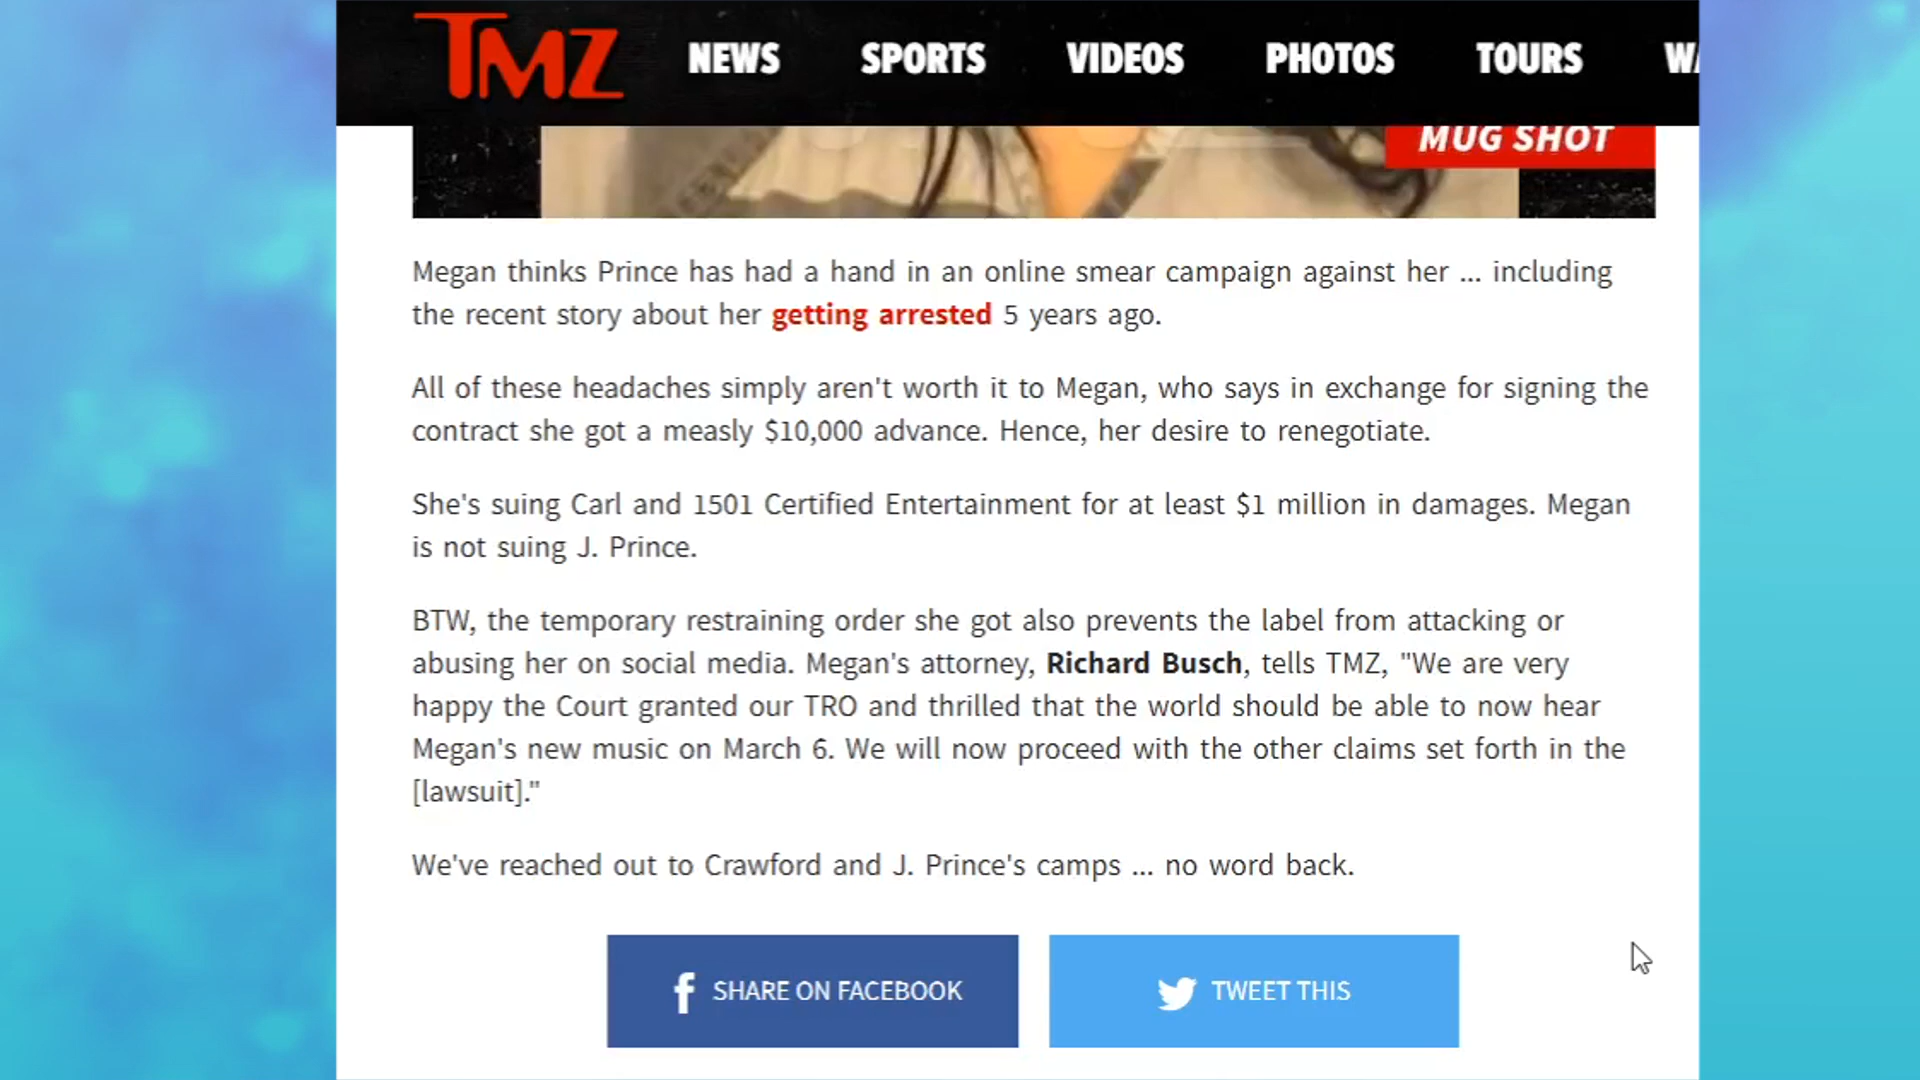 TMZ NEWS SPORTS VIDEOS PHOTOS TOURS
MUG SHOT
Megan thinks Prince has had a hand in an online smear campaign against her ... including
the recent story about her getting arrested 5 years ago.
All of these headaches simply aren't worth it to Megan, who says in exchange for signing the
contract she got a measly $10,000 advance. Hence, her desire to renegotiate.
She's suing Carl and 1501 Certified Entertainment for at least $1 million in damages. Megan
is not suing J. Prince.
BTW, the temporary restraining order she got also prevents the label from attacking or
abusing her on social media. Megan's attorney, Richard Busch, tells TMZ, "We are very
happy the Court granted our TRO and thrilled that the world should be able to now hear
Megan's new music on March 6. We will now proceed with the other claims set forth in the
[lawsuit]."
We've reached out to Crawford and J. Prince's camps ... no word back.
SHARE ON FACEBOOK TWEET THIS